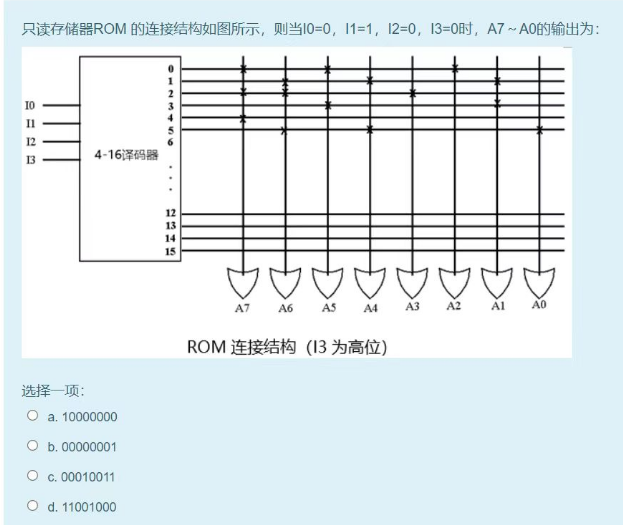 只读存储器ROM 的连接结构如图所示，则当I0=0，I1=1，I2=0，I3=0时，A7～A0的输出为：
0
1
2
I0 3
I1 4
I2 5
I3 4-16译码器 6
.
.
.
12
13
14
15
A7 A6 A5 A4 A3 A2 A1 A0
ROM 连接结构（I3 为高位）
选择一项：
a. 10000000
b. 00000001
c. 00010011
d. 11001000